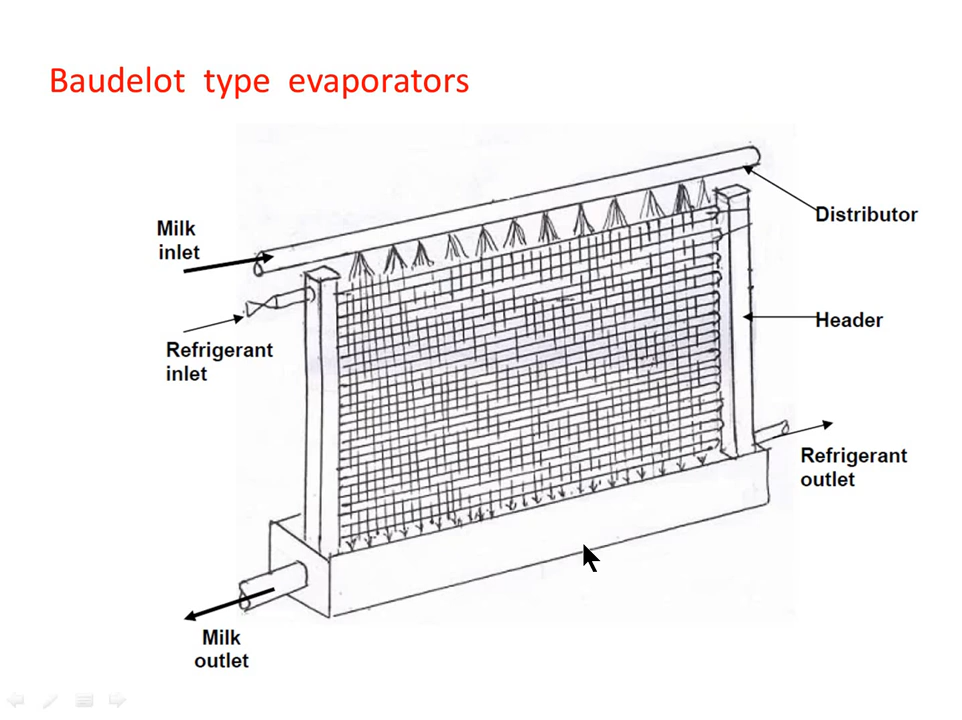 Baudelot type evaporators
Milk
inlet
Distributor
Refrigerant
inlet
Header
Refrigerant
outlet
Milk
outlet